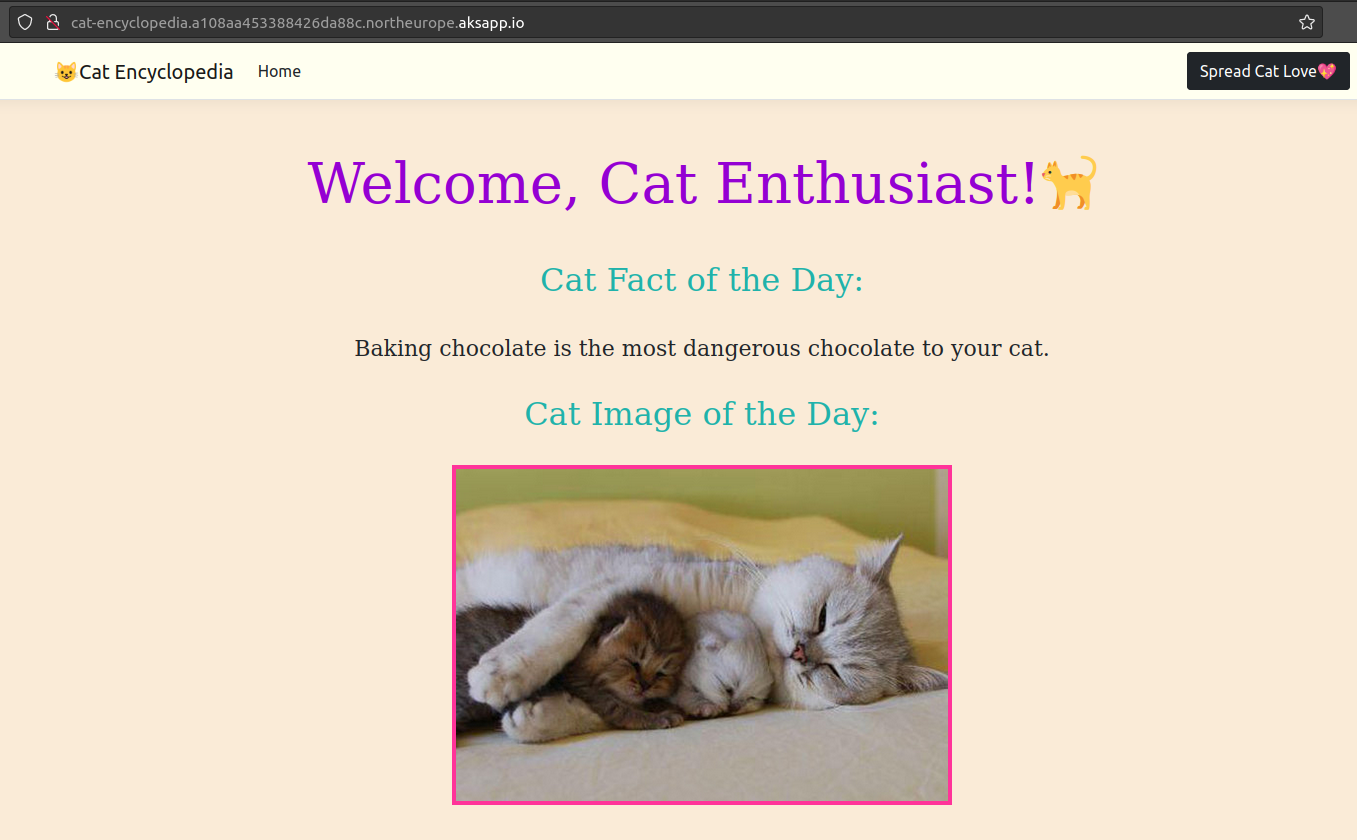 cat-encyclopedia.a108aa453388426da88c.northeurope.aksapp.io
😺Cat Encyclopedia Home Spread Cat Love💖
Welcome, Cat Enthusiast!🐈
Cat Fact of the Day:
Baking chocolate is the most dangerous chocolate to your cat.
Cat Image of the Day: